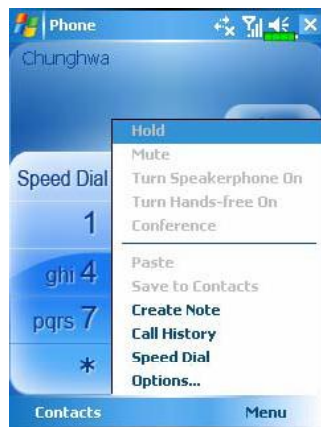 Phone
Chunghwa
Hold
Mute
Speed Dial
Turn Speakerphone On
Turn Hands-free On
1
Conference
ghi 4
Paste
Save to Contacts
pqrs 7
Create Note
Call History
*
Speed Dial
Options...
Contacts
Menu